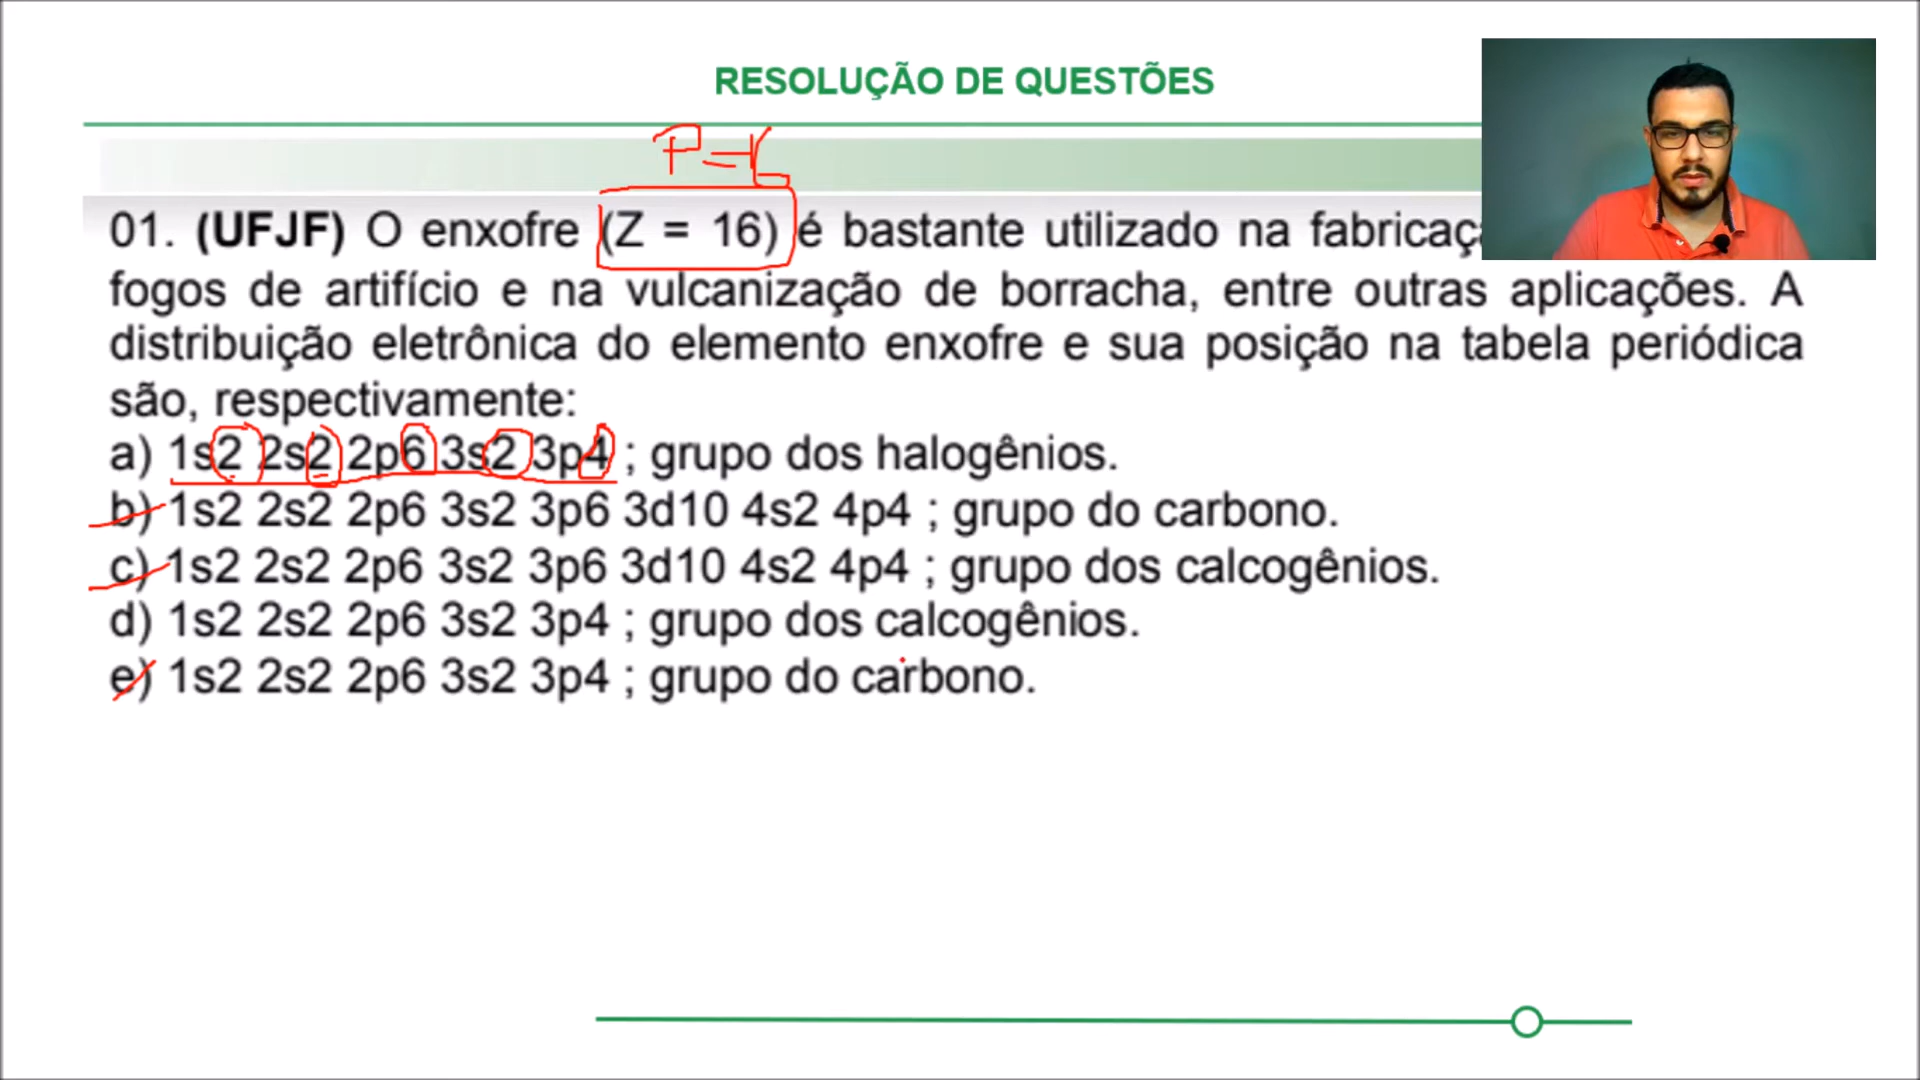 RESOLUÇÃO DE QUESTÕES
P=E
01. (UFJF) O enxofre (Z = 16) é bastante utilizado na
fogos de artifício e na vulcanização de borracha, entre outras aplicações. A
distribuição eletrônica do elemento enxofre e sua posição na tabela periódica
são, respectivamente:
a) 1s2 2s2 2p6 3s2 3p4 ; grupo dos halogênios.
b) 1s2 2s2 2p6 3s2 3p6 3d10 4s2 4p4 ; grupo do carbono.
c) 1s2 2s2 2p6 3s2 3p6 3d10 4s2 4p4 ; grupo dos calcogênios.
d) 1s2 2s2 2p6 3s2 3p4 ; grupo dos calcogênios.
e) 1s2 2s2 2p6 3s2 3p4 ; grupo do carbono.